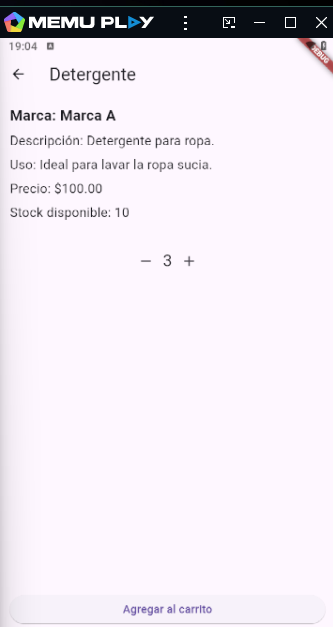 MEMU PLAY
19:04
DEBUG
Detergente
Marca: Marca A
Descripción: Detergente para ropa.
Uso: Ideal para lavar la ropa sucia.
Precio: $100.00
Stock disponible: 10
− 3 +
Agregar al carrito